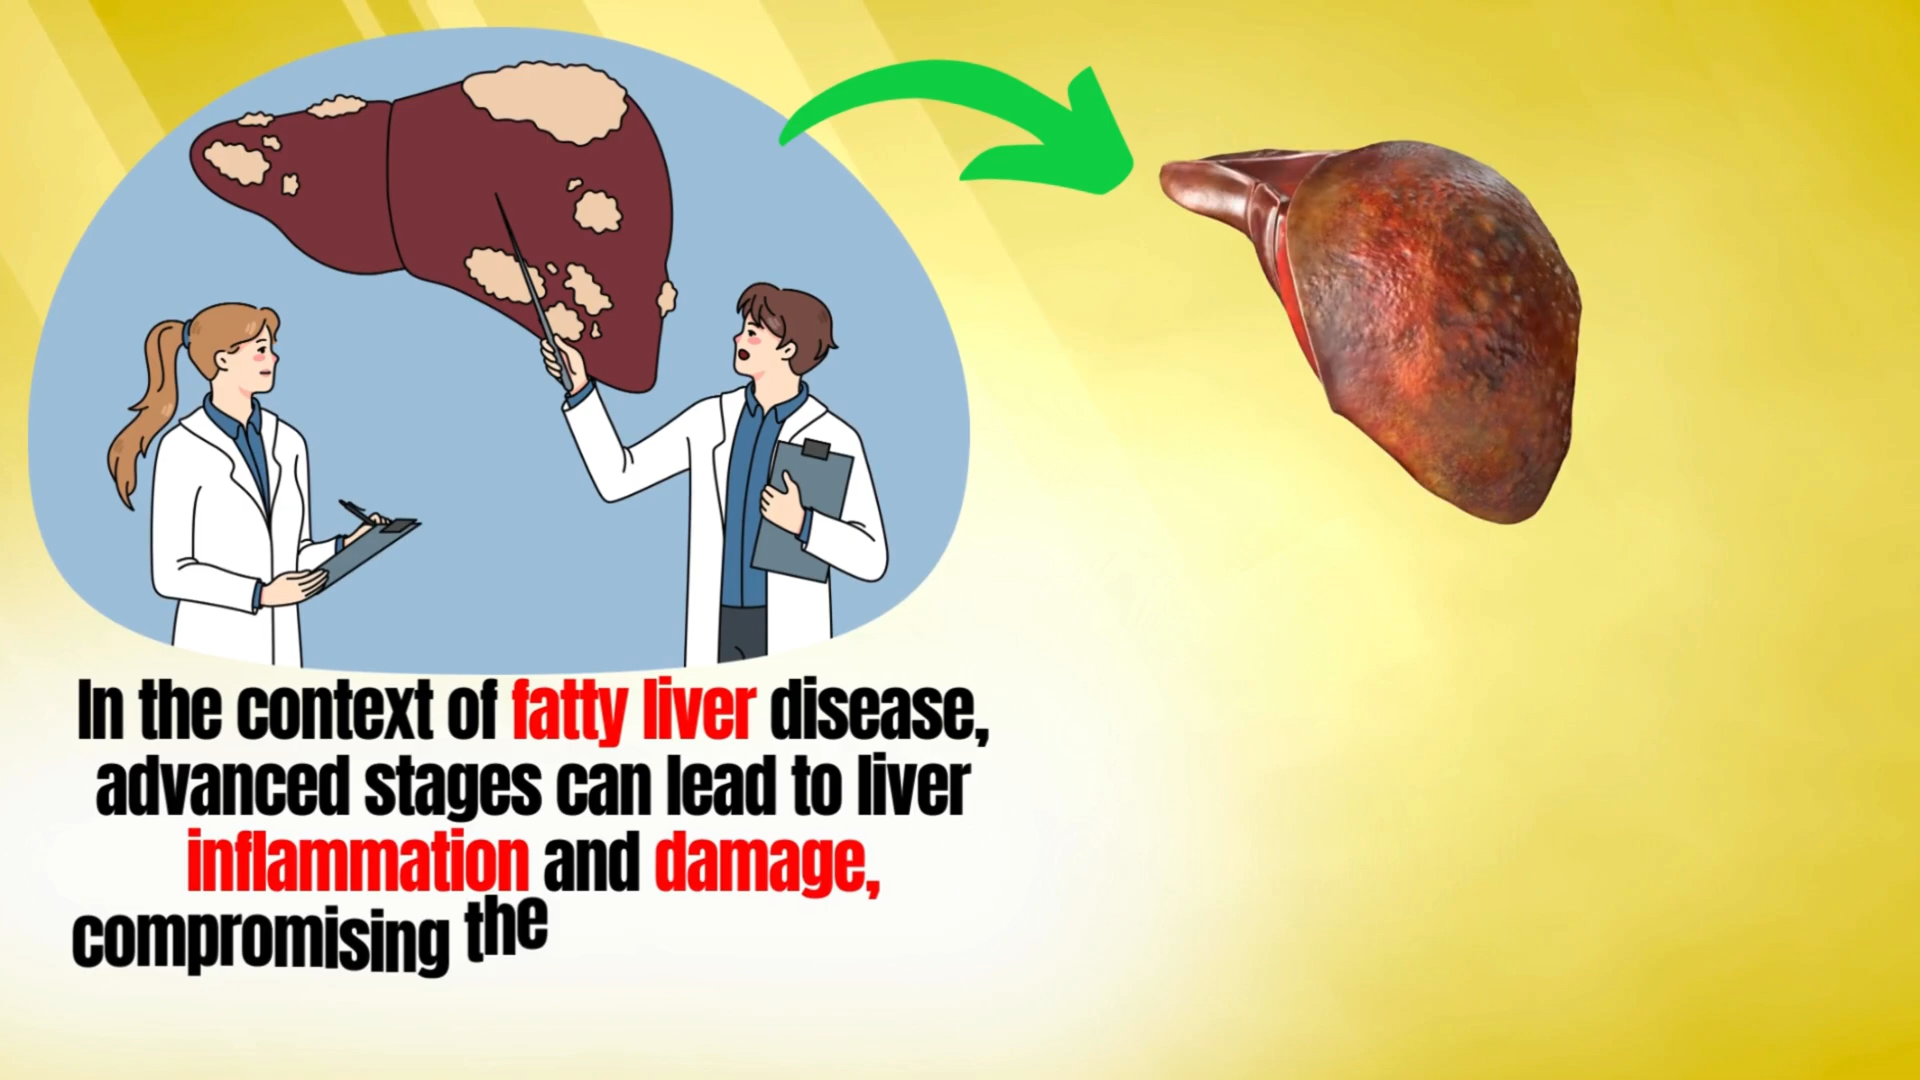 In the context of fatty liver disease,
advanced stages can lead to liver
inflammation and damage,
compromising the